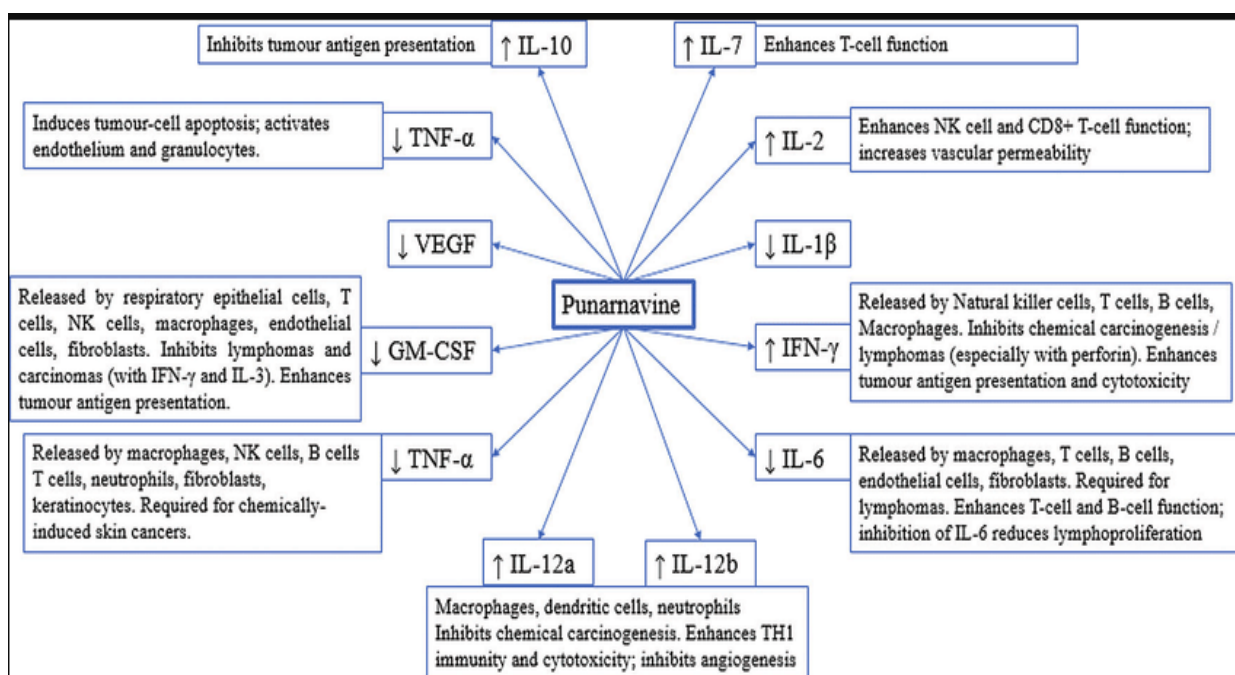 Inhibits tumour antigen presentation
↑ IL-10
↑ IL-7
Enhances T-cell function
Induces tumour-cell apoptosis; activates
endothelium and granulocytes.
↓ TNF-α
↑ IL-2
Enhances NK cell and CD8+ T-cell function;
increases vascular permeability
↓ VEGF
↓ IL-1β
Punarnavine
Released by respiratory epithelial cells, T
cells, NK cells, macrophages, endothelial
cells, fibroblasts. Inhibits lymphomas and
carcinomas (with IFN-γ and IL-3). Enhances
tumour antigen presentation.
↓ GM-CSF
↑ IFN-γ
Released by Natural killer cells, T cells, B cells,
Macrophages. Inhibits chemical carcinogenesis /
lymphomas (especially with perforin). Enhances
tumour antigen presentation and cytotoxicity
Released by macrophages, NK cells, B cells
T cells, neutrophils, fibroblasts,
keratinocytes. Required for chemically-
induced skin cancers.
↓ TNF-α
↓ IL-6
Released by macrophages, T cells, B cells,
endothelial cells, fibroblasts. Required for
lymphomas. Enhances T-cell and B-cell function;
inhibition of IL-6 reduces lymphoproliferation
↑ IL-12a
↑ IL-12b
Macrophages, dendritic cells, neutrophils
Inhibits chemical carcinogenesis. Enhances TH1
immunity and cytotoxicity; inhibits angiogenesis